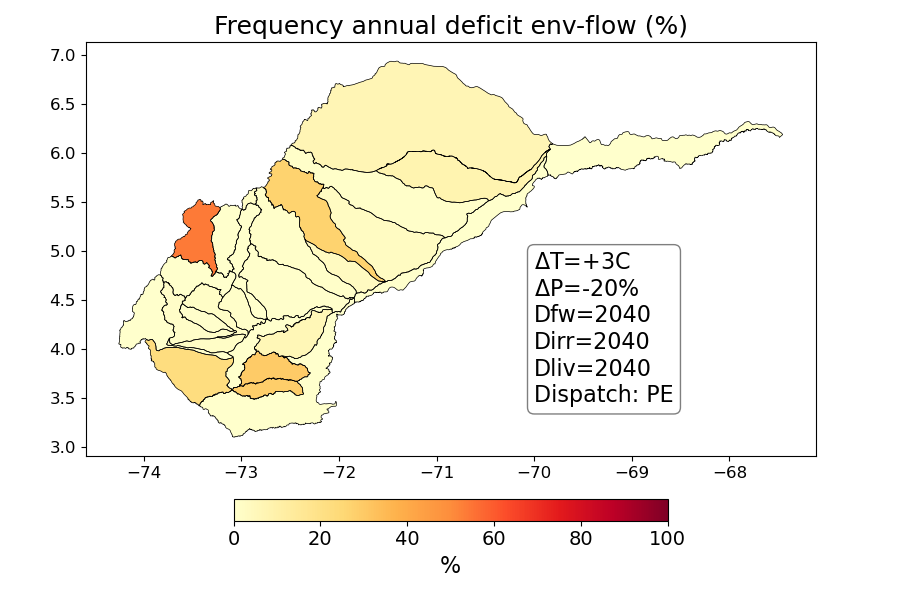 Frequency annual deficit env-flow (%)
7.0
6.5
6.0
5.5
5.0
4.5
4.0
3.5
3.0
ΔT=+3C
ΔP=-20%
Dfw=2040
Dirr=2040
Dliv=2040
Dispatch: PE
−74 −73 −72 −71 −70 −69 −68
0 20 40 60 80 100
%